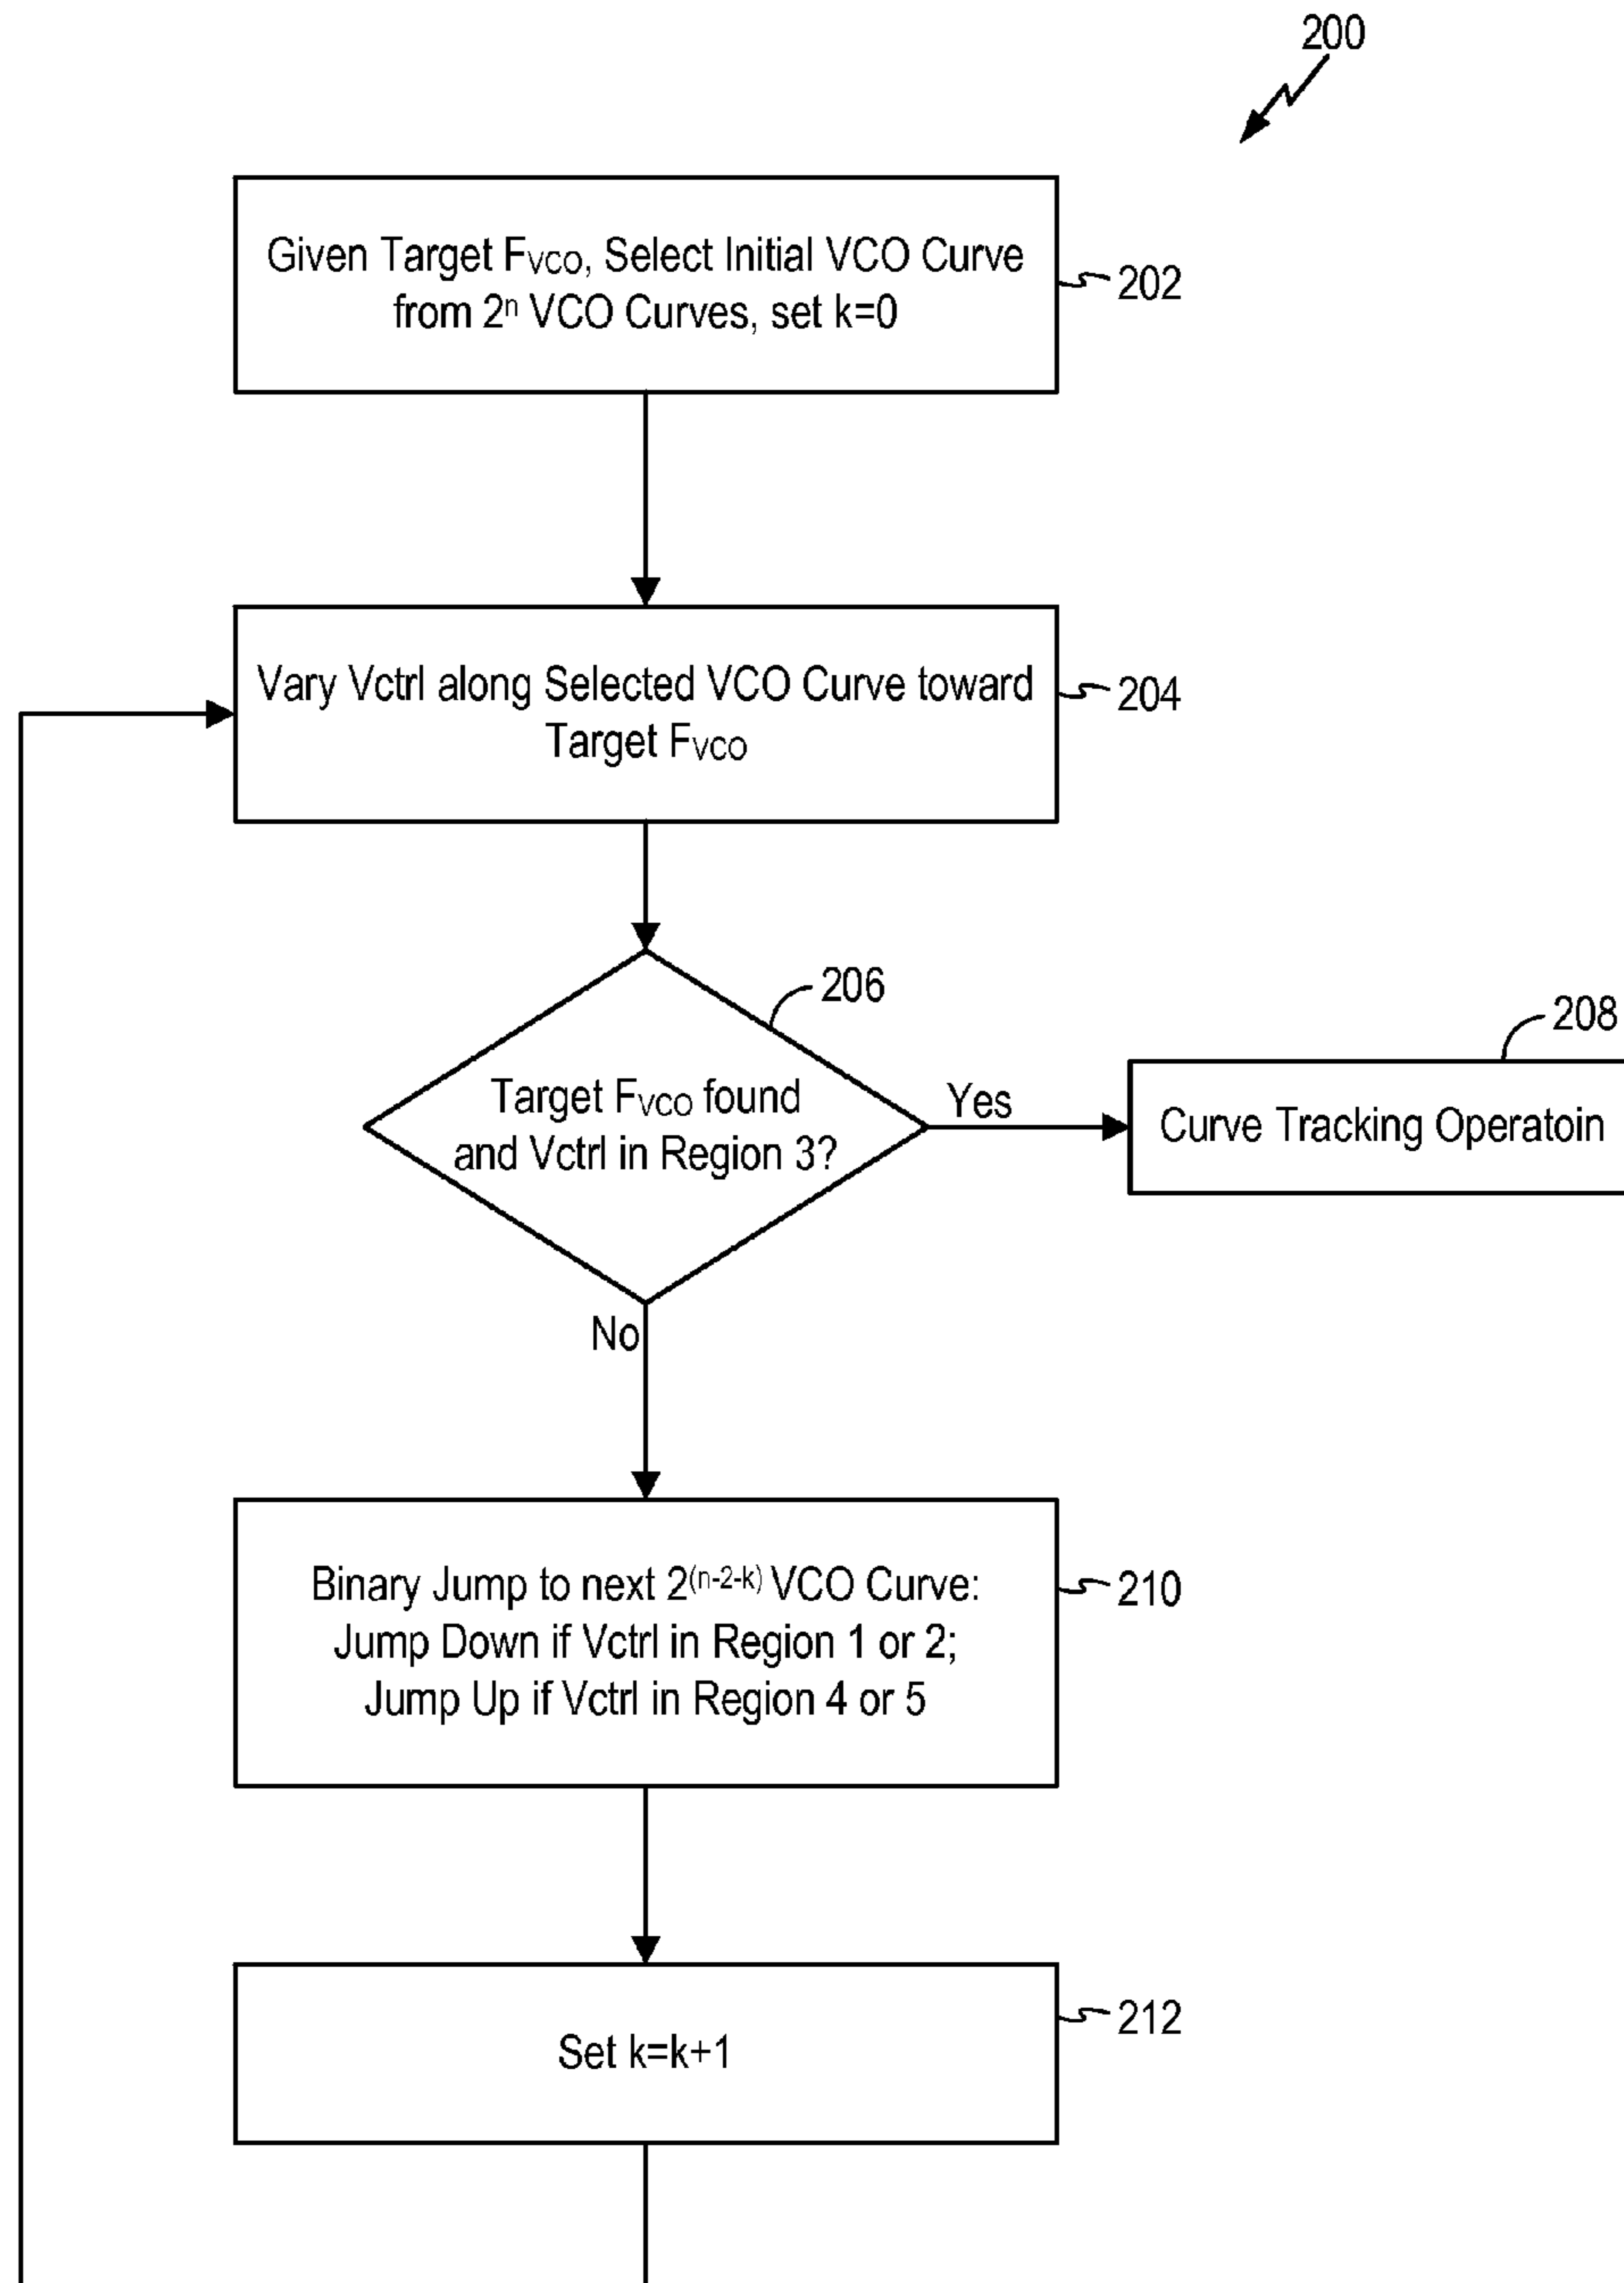 200
Given Target FVCO, Select Initial VCO Curve
from 2ⁿ VCO Curves, set k=0
202
Vary Vctrl along Selected VCO Curve toward
Target FVCO
204
206
Target FVCO found
and Vctrl in Region 3?
Yes
208
Curve Tracking Operatoin
No
Binary Jump to next 2⁽ⁿ⁻²⁻ᵏ⁾ VCO Curve:
Jump Down if Vctrl in Region 1 or 2;
Jump Up if Vctrl in Region 4 or 5
210
Set k=k+1
212